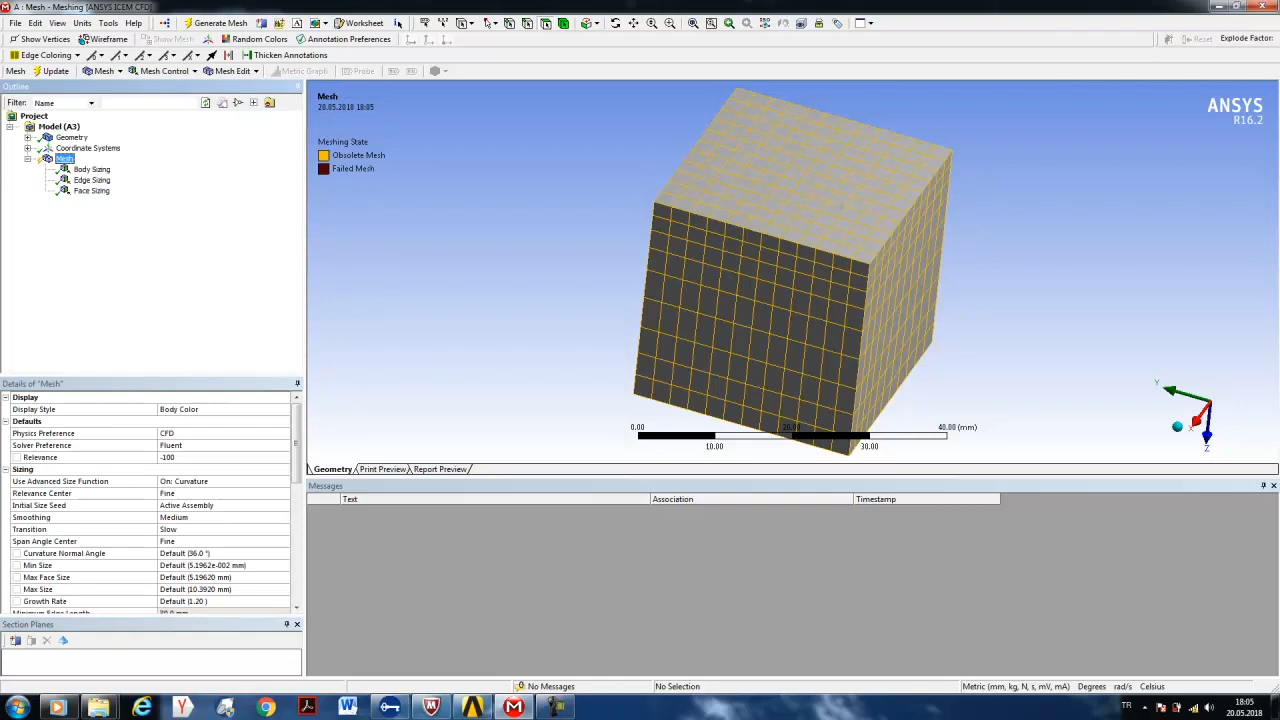 A : Mesh - Meshing [ANSYS ICEM CFD]
File Edit View Units Tools Help Generate Mesh Worksheet
Show Vertices Wireframe Show Mesh Random Colors Annotation Preferences Reset Explode Factor:
Edge Coloring Thicken Annotations
Mesh Update Mesh Mesh Control Mesh Edit Metric Graph Probe
Outline
Filter: Name
Project
Model (A3)
Geometry
Coordinate Systems
Mesh
Body Sizing
Edge Sizing
Face Sizing
Mesh
20.05.2018 18:05
Meshing State
Obsolete Mesh
Failed Mesh
ANSYS
R16.2
Y
X
Z
0.00 20.00 40.00 (mm)
10.00 30.00
Geometry Print Preview Report Preview
Details of "Mesh"
Display
Display Style Body Color
Defaults
Physics Preference CFD
Solver Preference Fluent
Relevance -100
Sizing
Use Advanced Size Function On: Curvature
Relevance Center Fine
Initial Size Seed Active Assembly
Smoothing Medium
Transition Slow
Span Angle Center Fine
Curvature Normal Angle Default (36.0 °)
Min Size Default (5.1962e-002 mm)
Max Face Size Default (5.19620 mm)
Max Size Default (10.3920 mm)
Growth Rate Default (1.20 )
Minimum Edge Length 30.0 mm
Section Planes
Messages
Text Association Timestamp
No Messages No Selection Metric (mm, kg, N, s, mV, mA) Degrees rad/s Celsius
TR 18:05
20.05.2018